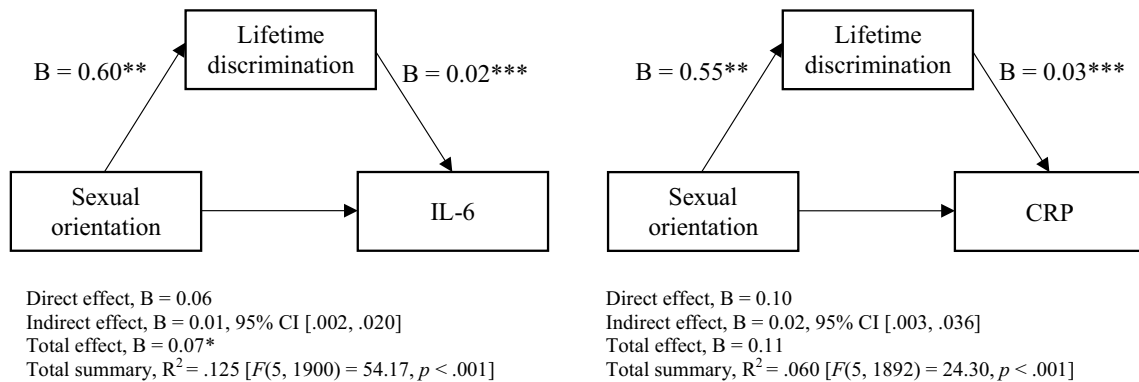 Lifetime
discrimination
B = 0.60**
B = 0.02***
Sexual
orientation
IL-6
Direct effect, B = 0.06
Indirect effect, B = 0.01, 95% CI [.002, .020]
Total effect, B = 0.07*
Total summary, R² = .125 [F(5, 1900) = 54.17, p < .001]
Lifetime
discrimination
B = 0.55**
B = 0.03***
Sexual
orientation
CRP
Direct effect, B = 0.10
Indirect effect, B = 0.02, 95% CI [.003, .036]
Total effect, B = 0.11
Total summary, R² = .060 [F(5, 1892) = 24.30, p < .001]